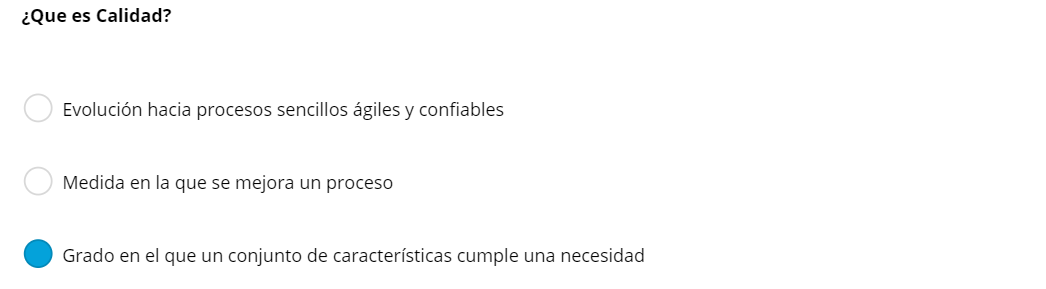 ¿Que es Calidad?
Evolución hacia procesos sencillos ágiles y confiables
Medida en la que se mejora un proceso
Grado en el que un conjunto de características cumple una necesidad